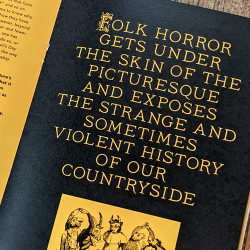 FOLK HORROR
GETS UNDER
THE SKIN OF THE
PICTURESQUE
AND EXPOSES
THE STRANGE AND
SOMETIMES
VIOLENT HISTORY
OF OUR
COUNTRYSIDE